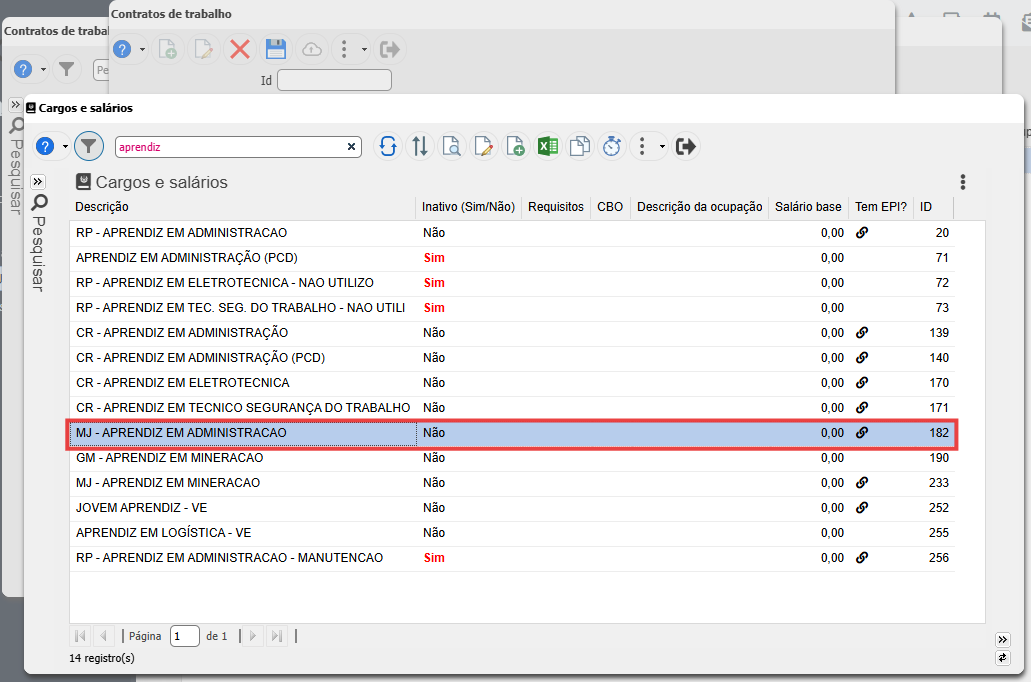 Contratos de trabalho
Contratos de traba
Id
Pe
Pesquisar
Cargos e salários
aprendiz
Pesquisar
Cargos e salários
Descrição Inativo (Sim/Não) Requisitos CBO Descrição da ocupação Salário base Tem EPI? ID
RP - APRENDIZ EM ADMINISTRACAO Não 0,00 20
APRENDIZ EM ADMINISTRAÇÃO (PCD) Sim 0,00 71
RP - APRENDIZ EM ELETROTECNICA - NAO UTILIZO Sim 0,00 72
RP - APRENDIZ EM TEC. SEG. DO TRABALHO - NAO UTILI Sim 0,00 73
CR - APRENDIZ EM ADMINISTRAÇÃO Não 0,00 139
CR - APRENDIZ EM ADMINISTRAÇÃO (PCD) Não 0,00 140
CR - APRENDIZ EM ELETROTECNICA Não 0,00 170
CR - APRENDIZ EM TECNICO SEGURANÇA DO TRABALHO Não 0,00 171
MJ - APRENDIZ EM ADMINISTRACAO Não 0,00 182
GM - APRENDIZ EM MINERACAO Não 0,00 190
MJ - APRENDIZ EM MINERACAO Não 0,00 233
JOVEM APRENDIZ - VE Não 0,00 252
APRENDIZ EM LOGÍSTICA - VE Não 0,00 255
RP - APRENDIZ EM ADMINISTRACAO - MANUTENCAO Sim 0,00 256
Página 1 de 1
14 registro(s)